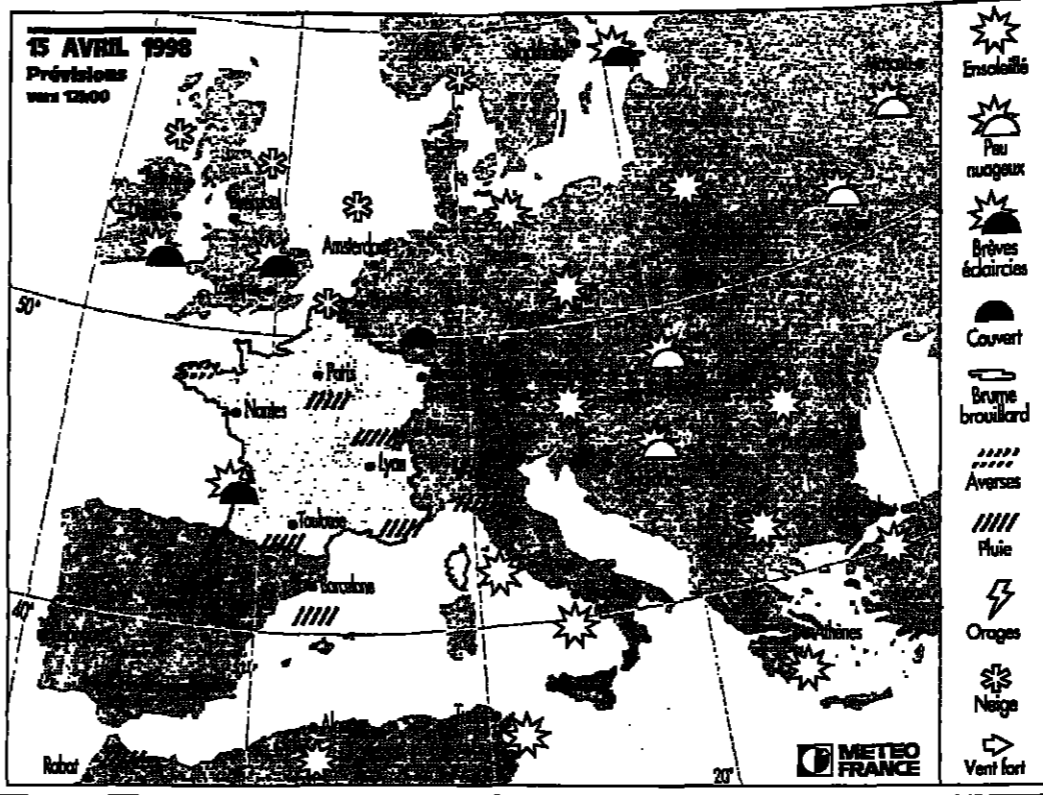 15 AVRIL 1998
Prévisions
vers 12h00
Amsterdam
50°
Paris
Nantes
Lyon
Toulouse
Barcelone
40°
Athènes
Rabat
20°
METEO
FRANCE
Ensoleillé
Peu
nuageux
Brèves
éclaircies
Couvert
Brume
brouillard
Averses
Pluie
Orages
Neige
Vent fort